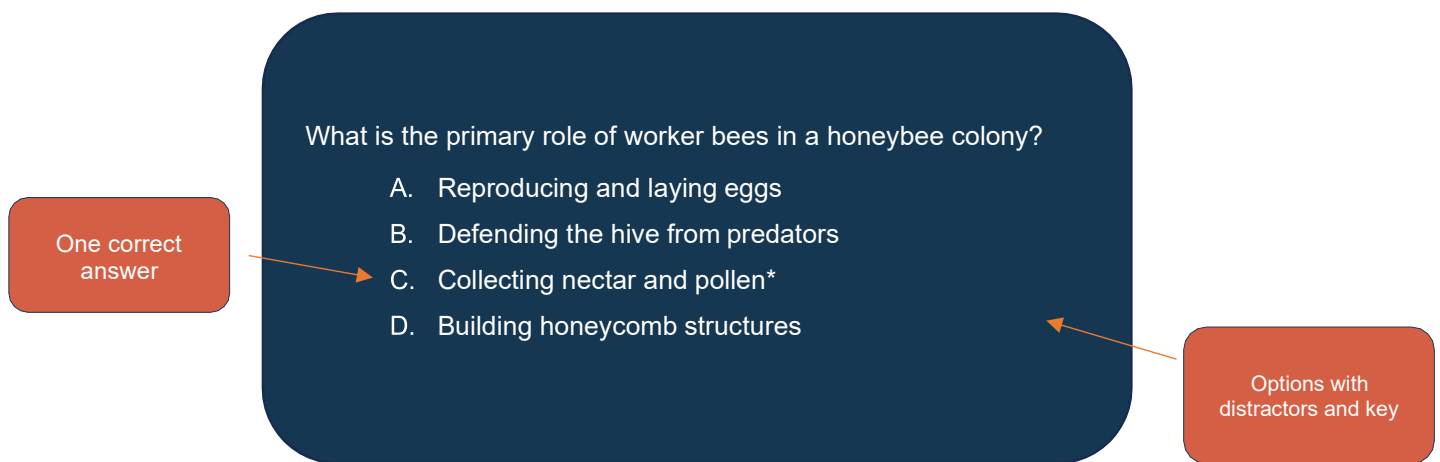 What is the primary role of worker bees in a honeybee colony?
A. Reproducing and laying eggs
B. Defending the hive from predators
One correct
answer
C. Collecting nectar and pollen*
D. Building honeycomb structures
Options with
distractors and key